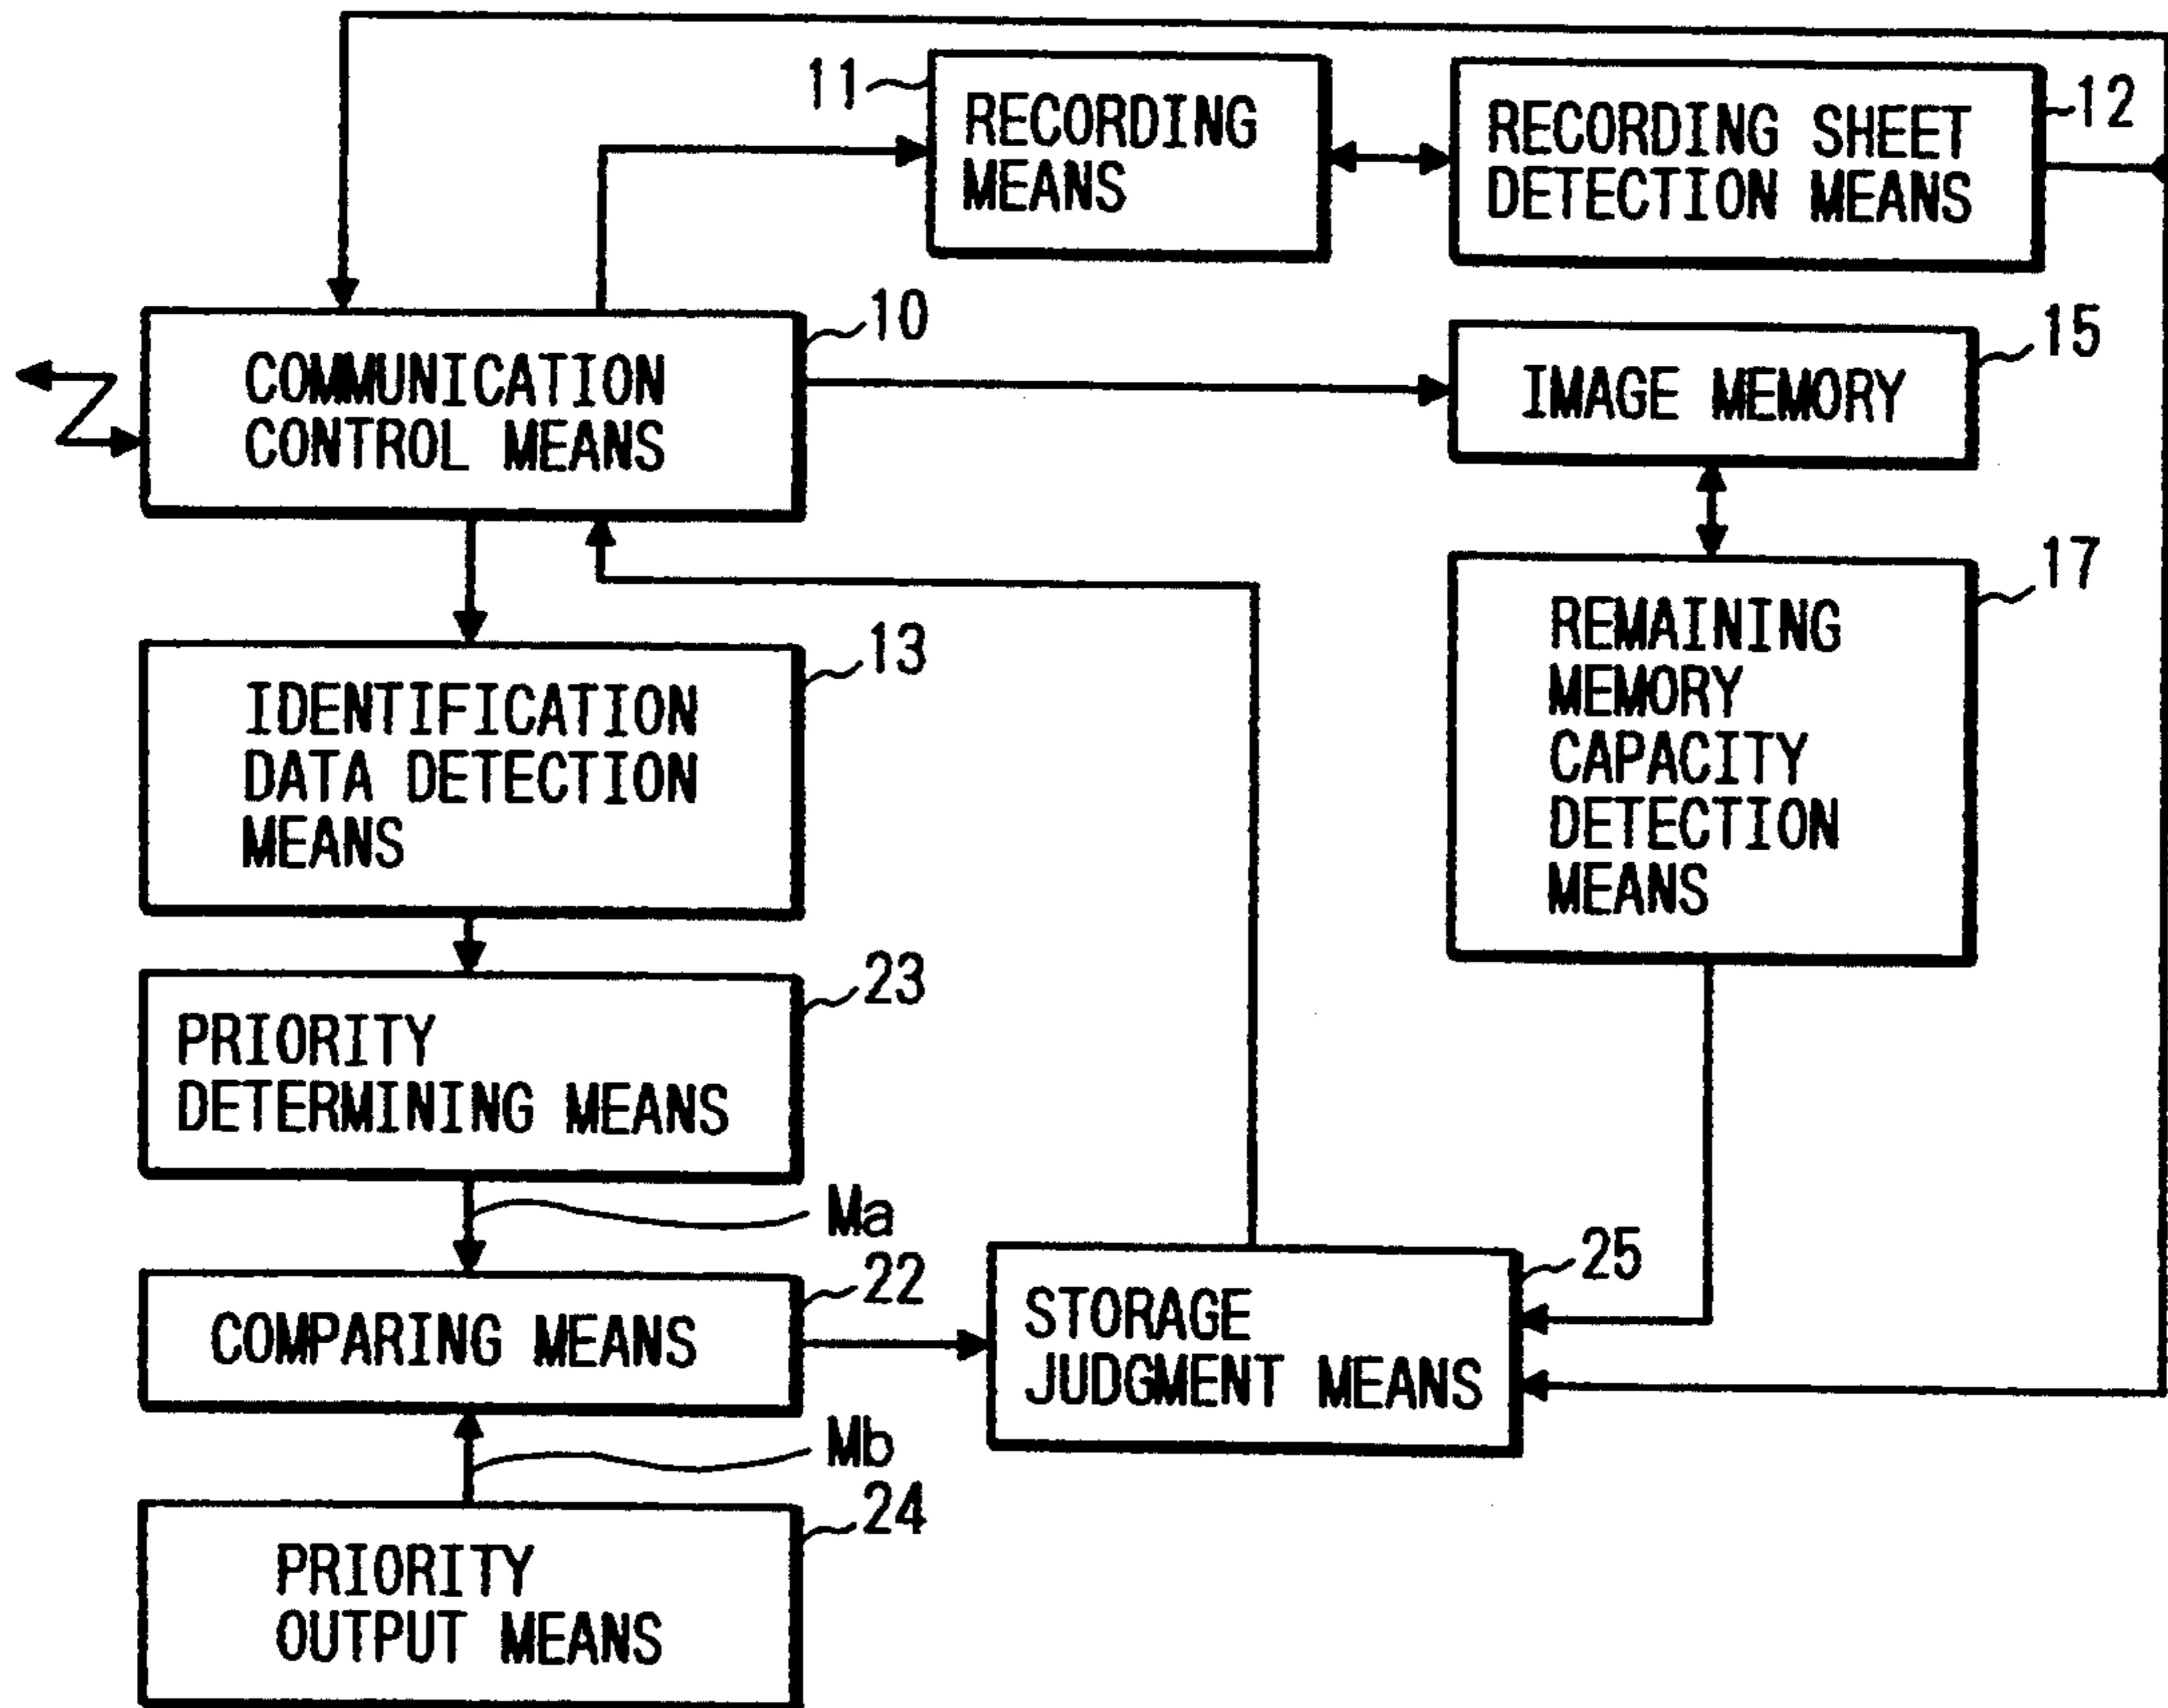 11
RECORDING
MEANS
RECORDING SHEET
DETECTION MEANS
12
10
COMMUNICATION
CONTROL MEANS
15
IMAGE MEMORY
17
REMAINING
MEMORY
CAPACITY
DETECTION
MEANS
13
IDENTIFICATION
DATA DETECTION
MEANS
23
PRIORITY
DETERMINING MEANS
Ma
22
COMPARING MEANS
25
STORAGE
JUDGMENT MEANS
Mb
24
PRIORITY
OUTPUT MEANS